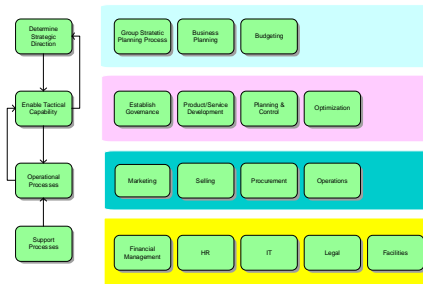 Determine
Strategic
Direction
Group Stratetic
Planning Process
Business
Planning
Budgeting
Enable Tactical
Capability
Establish
Governance
Product/Service
Development
Planning &
Control
Optimization
Operational
Processes
Marketing
Selling
Procurement
Operations
Support
Processes
Financial
Management
HR
IT
Legal
Facilities